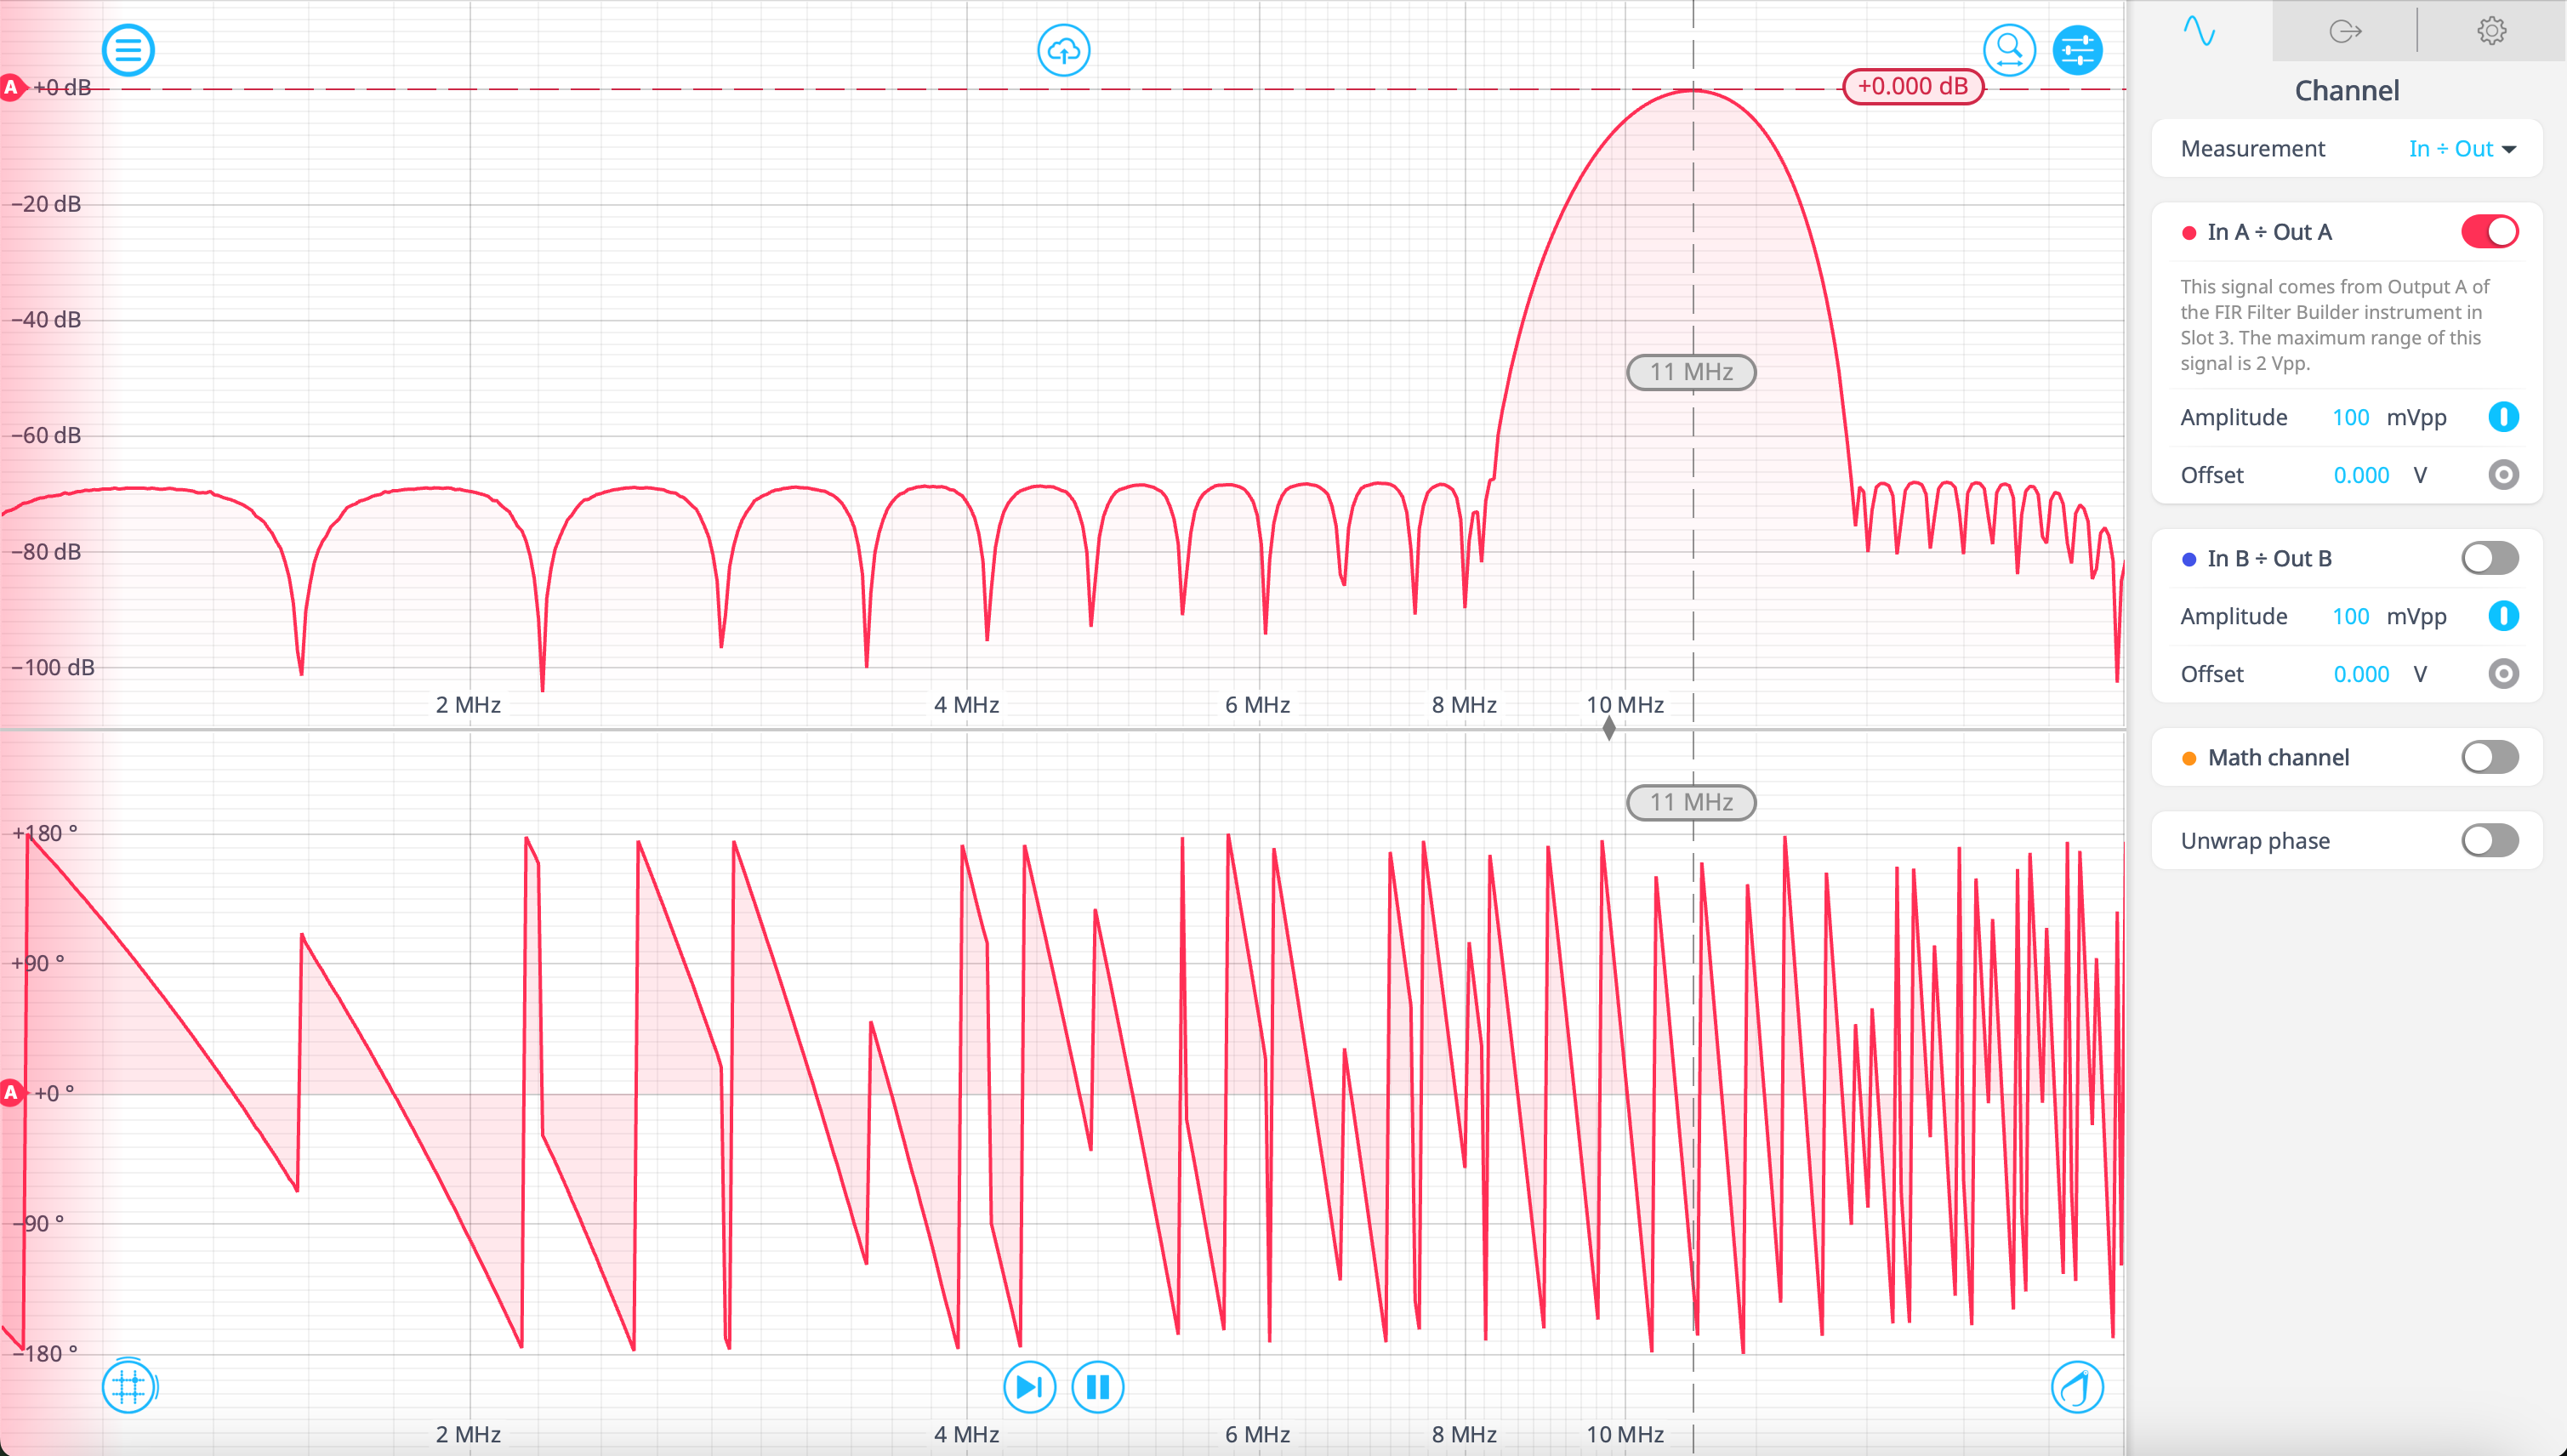 A +0 dB
+0.000 dB
−20 dB
−40 dB
11 MHz
−60 dB
−80 dB
−100 dB
2 MHz 4 MHz 6 MHz 8 MHz 10 MHz
11 MHz
+180 °
+90 °
A +0 °
−90 °
−180 °
2 MHz 4 MHz 6 MHz 8 MHz 10 MHz
Channel
Measurement In ÷ Out
In A ÷ Out A
This signal comes from Output A of
the FIR Filter Builder instrument in
Slot 3. The maximum range of this
signal is 2 Vpp.
Amplitude 100 mVpp
Offset 0.000 V
In B ÷ Out B
Amplitude 100 mVpp
Offset 0.000 V
Math channel
Unwrap phase